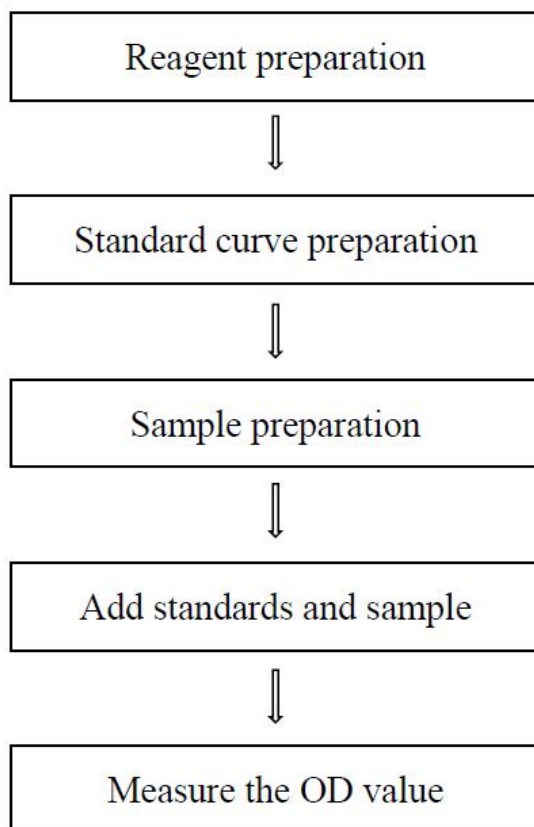 Reagent preparation
Standard curve preparation
Sample preparation
Add standards and sample
Measure the OD value